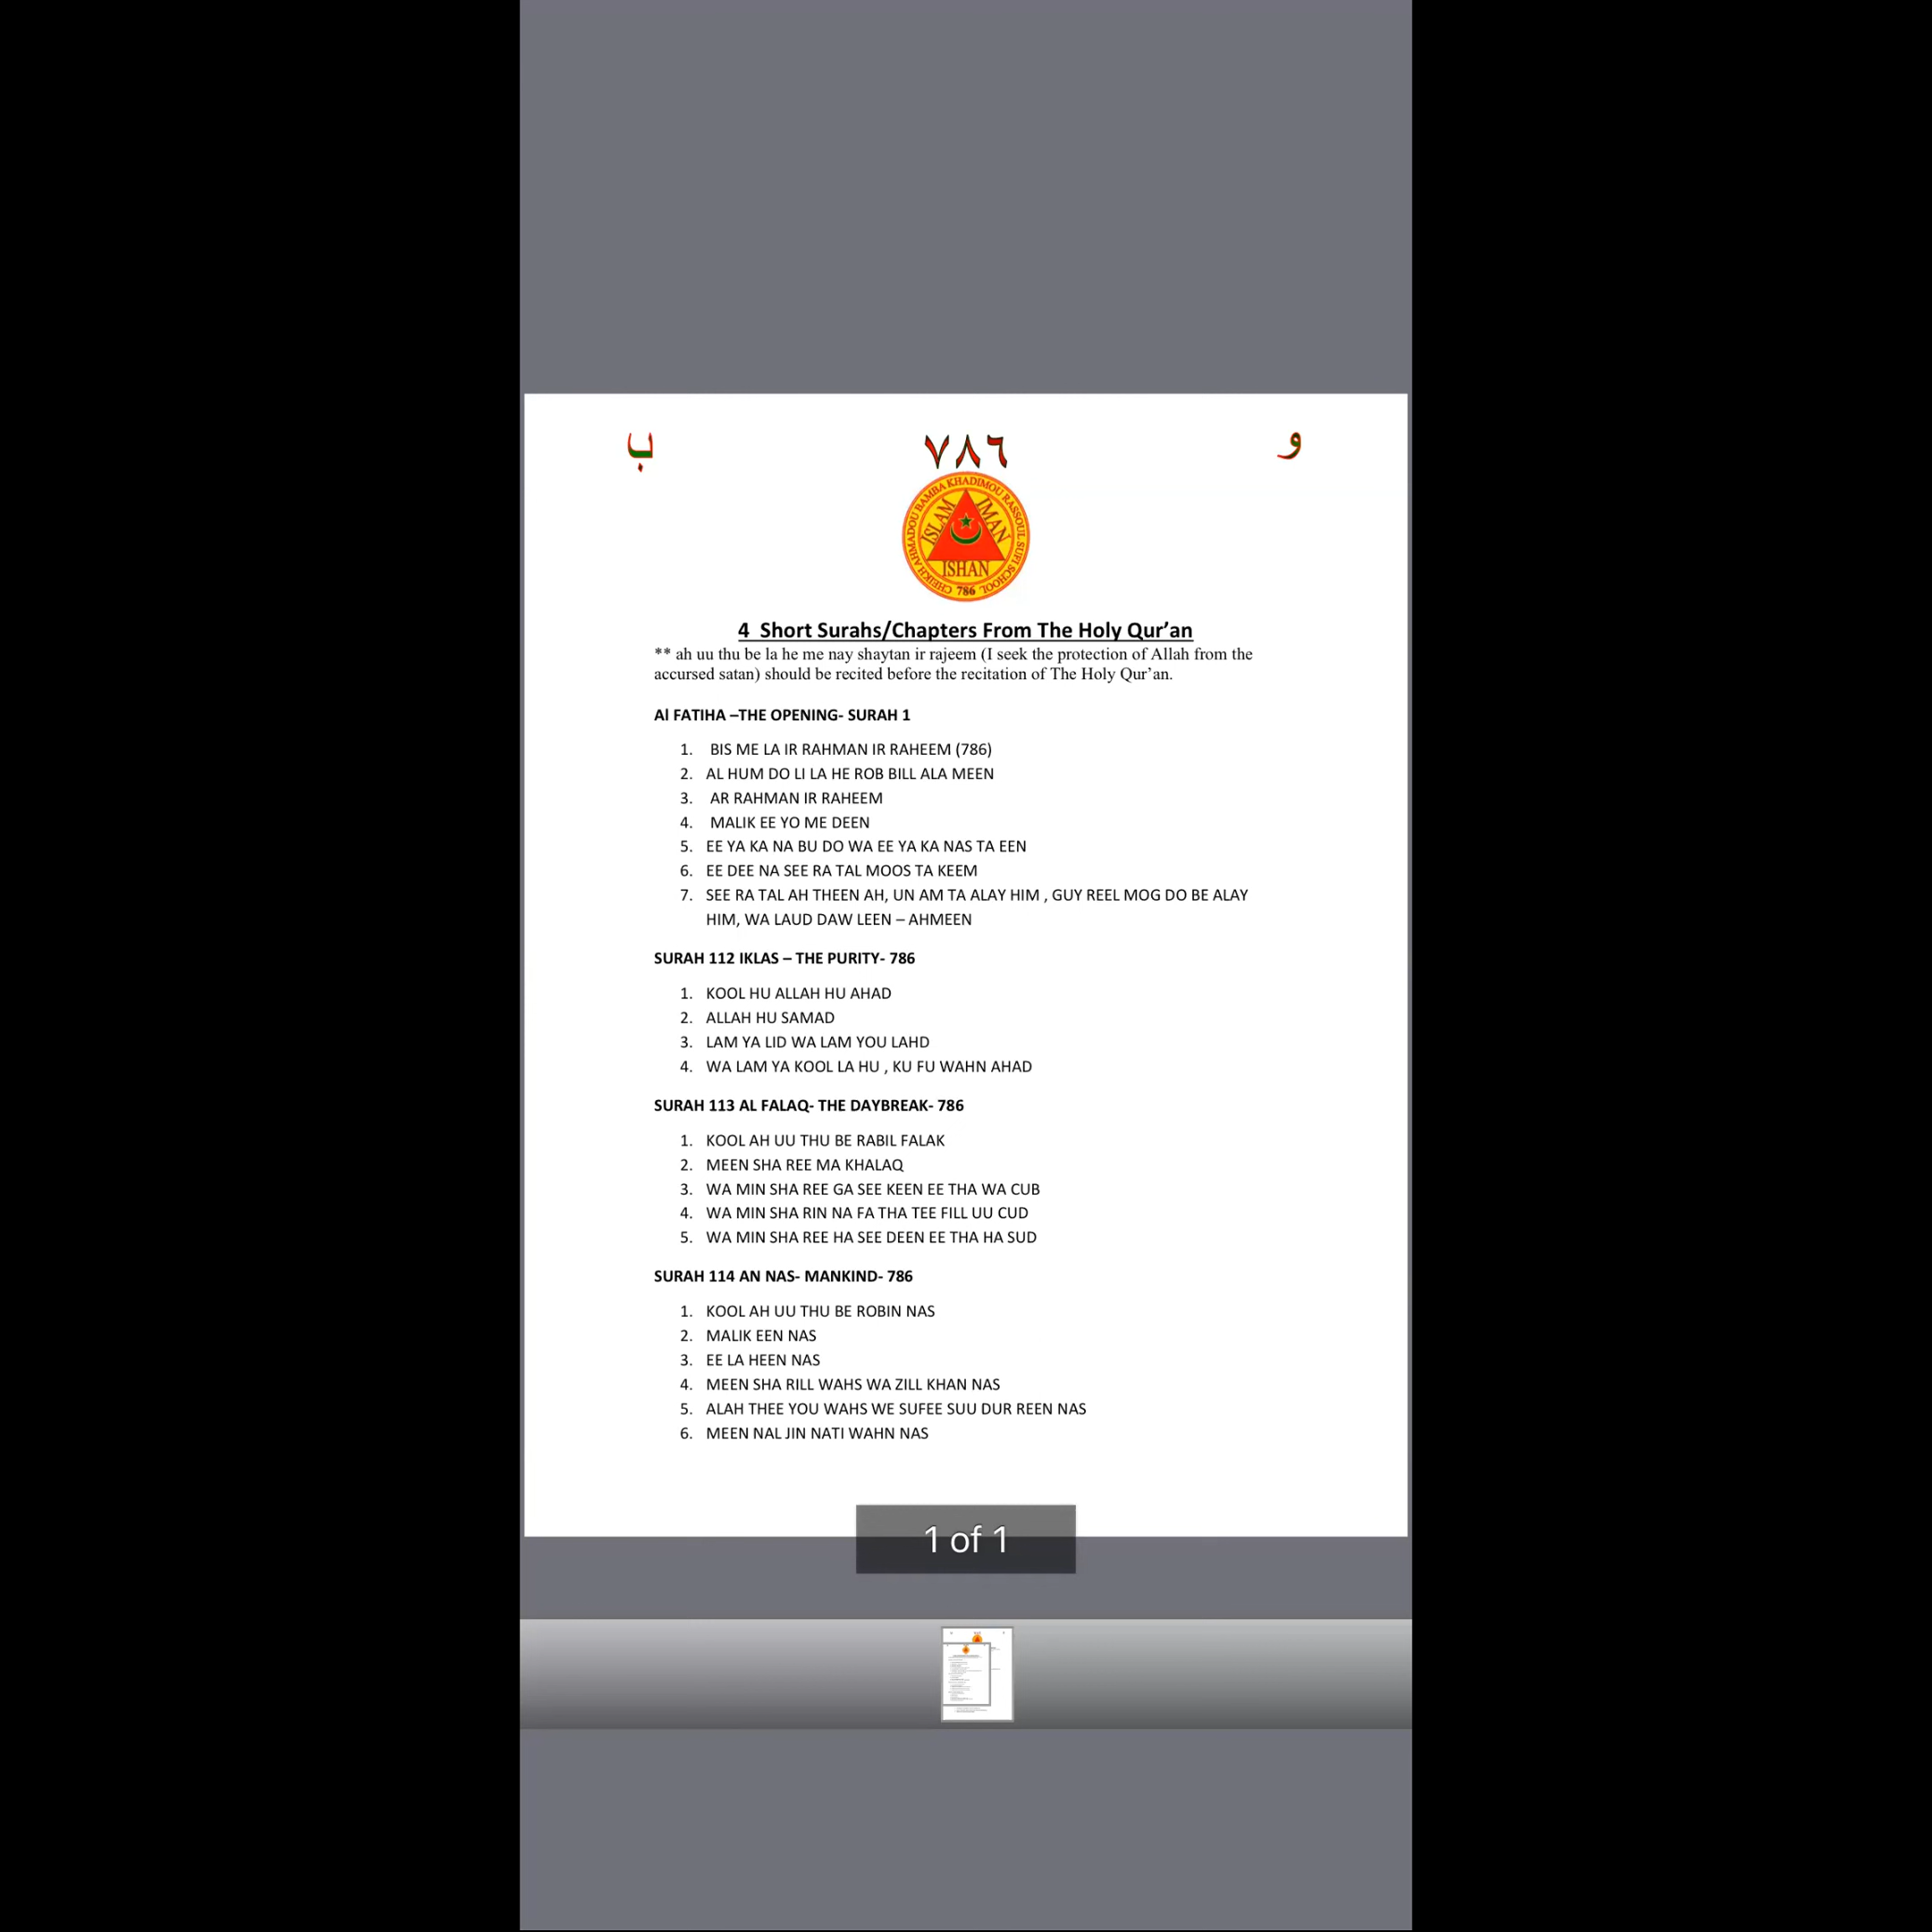 ب ٧٨٦ و
CHEIKH AHMADOU BAMBA KHADIMOU RASSOUL SUFI SCHOOL
ISLAM IMAN
ISHAN
786
4 Short Surahs/Chapters From The Holy Qur’an
** ah uu thu be la he me nay shaytan ir rajeem (I seek the protection of Allah from the
accursed satan) should be recited before the recitation of The Holy Qur’an.
Al FATIHA –THE OPENING- SURAH 1
1. BIS ME LA IR RAHMAN IR RAHEEM (786)
2. AL HUM DO LI LA HE ROB BILL ALA MEEN
3. AR RAHMAN IR RAHEEM
4. MALIK EE YO ME DEEN
5. EE YA KA NA BU DO WA EE YA KA NAS TA EEN
6. EE DEE NA SEE RA TAL MOOS TA KEEM
7. SEE RA TAL AH THEEN AH, UN AM TA ALAY HIM , GUY REEL MOG DO BE ALAY
HIM, WA LAUD DAW LEEN – AHMEEN
SURAH 112 IKLAS – THE PURITY- 786
1. KOOL HU ALLAH HU AHAD
2. ALLAH HU SAMAD
3. LAM YA LID WA LAM YOU LAHD
4. WA LAM YA KOOL LA HU , KU FU WAHN AHAD
SURAH 113 AL FALAQ- THE DAYBREAK- 786
1. KOOL AH UU THU BE RABIL FALAK
2. MEEN SHA REE MA KHALAQ
3. WA MIN SHA REE GA SEE KEEN EE THA WA CUB
4. WA MIN SHA RIN NA FA THA TEE FILL UU CUD
5. WA MIN SHA REE HA SEE DEEN EE THA HA SUD
SURAH 114 AN NAS- MANKIND- 786
1. KOOL AH UU THU BE ROBIN NAS
2. MALIK EEN NAS
3. EE LA HEEN NAS
4. MEEN SHA RILL WAHS WA ZILL KHAN NAS
5. ALAH THEE YOU WAHS WE SUFEE SUU DUR REEN NAS
6. MEEN NAL JIN NATI WAHN NAS
1 of 1